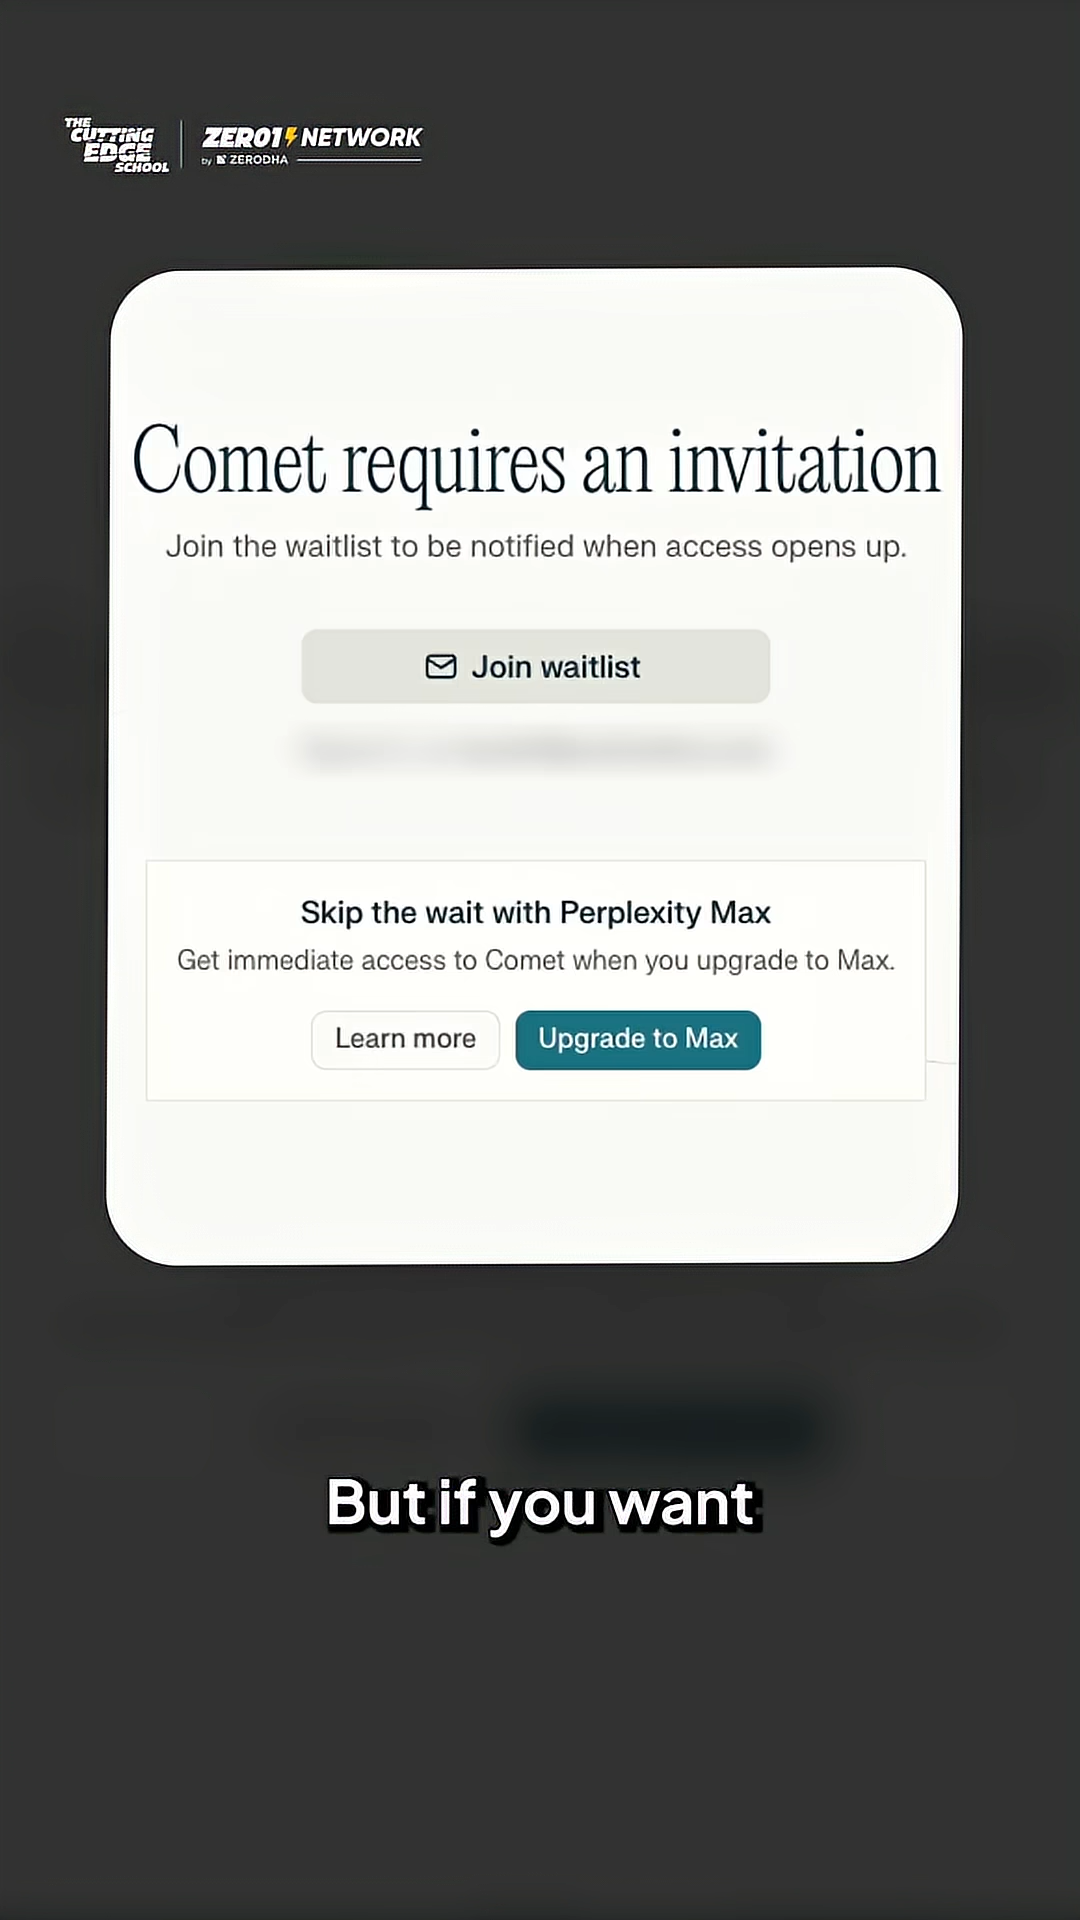 THE
CUTTING
EDGE
SCHOOL
ZERO1 NETWORK
by ZERODHA
Comet requires an invitation
Join the waitlist to be notified when access opens up.
Join waitlist
Skip the wait with Perplexity Max
Get immediate access to Comet when you upgrade to Max.
Learn more
Upgrade to Max
But if you want